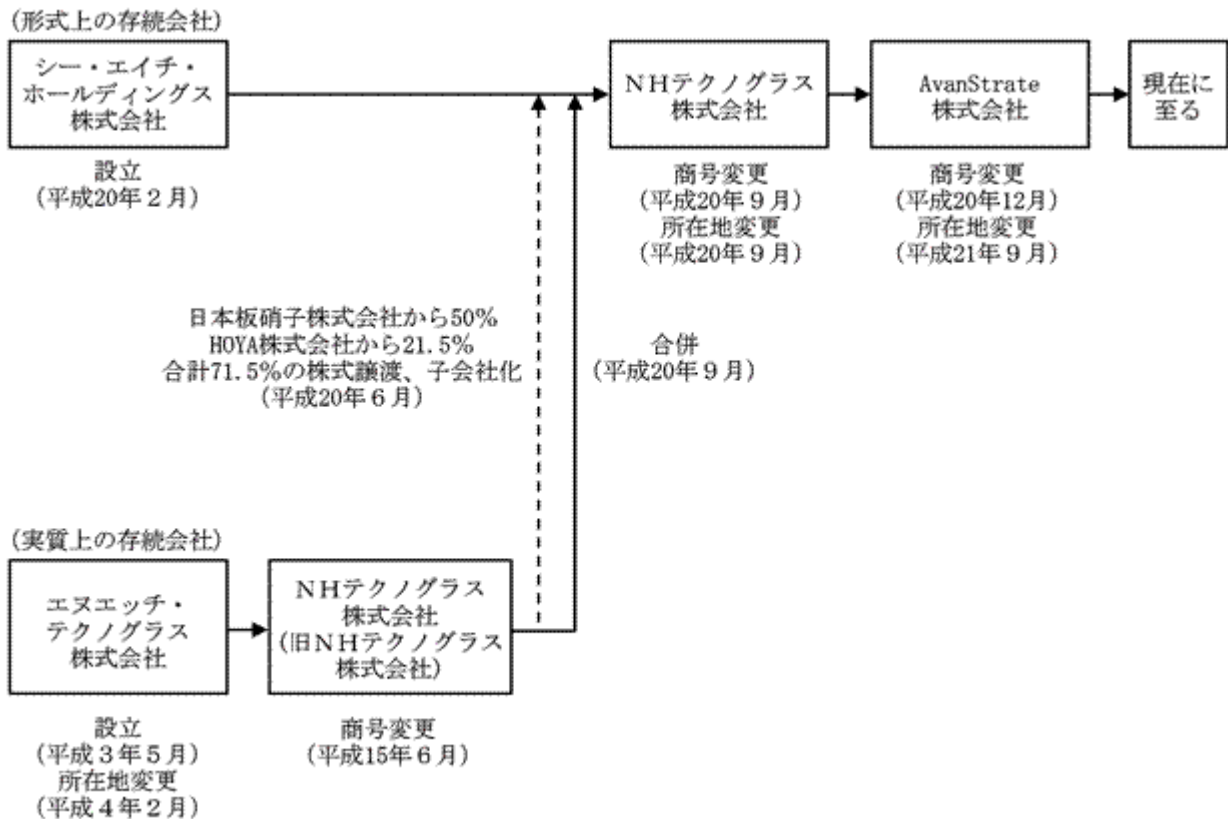 (形式上の存続会社)
シー・エイチ・
ホールディングス
株式会社
設立
(平成20年２月)
ＮＨテクノグラス
株式会社
商号変更
(平成20年９月)
所在地変更
(平成20年９月)
AvanStrate
株式会社
商号変更
(平成20年12月)
所在地変更
(平成21年９月)
現在に
至る
日本板硝子株式会社から50%
HOYA株式会社から21.5%
合計71.5%の株式譲渡、子会社化
(平成20年６月)
合併
(平成20年９月)
(実質上の存続会社)
エヌエッチ・
テクノグラス
株式会社
設立
(平成３年５月)
所在地変更
(平成４年２月)
ＮＨテクノグラス
株式会社
(旧ＮＨテクノグラス
株式会社)
商号変更
(平成15年６月)